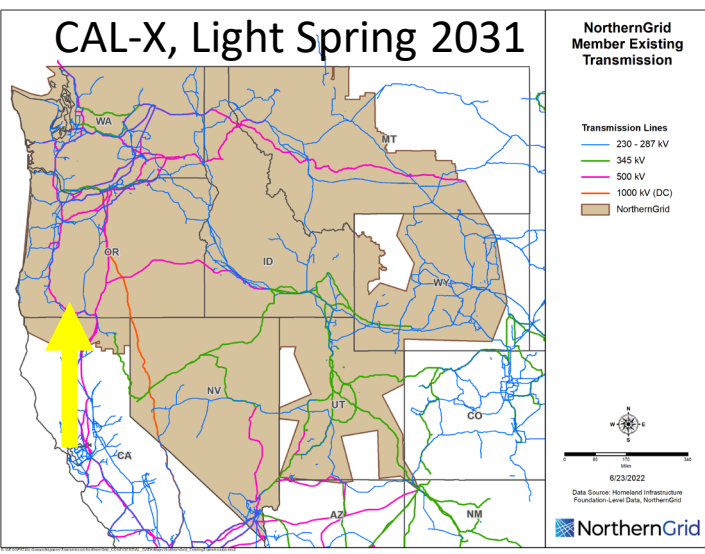 CAL-X, Light Spring 2031
NorthernGrid
Member Existing
Transmission
Transmission Lines
230 - 287 kV
345 kV
500 kV
1000 kV (DC)
NorthernGrid
WA
MT
OR
ID
WY
NV
UT
CO
CA
AZ
NM
N
W
E
S
0
85
170
340
Miles
6/23/2022
Data Source: Homeland Infrastructure
Foundation-Level Data, NorthernGrid
NorthernGrid